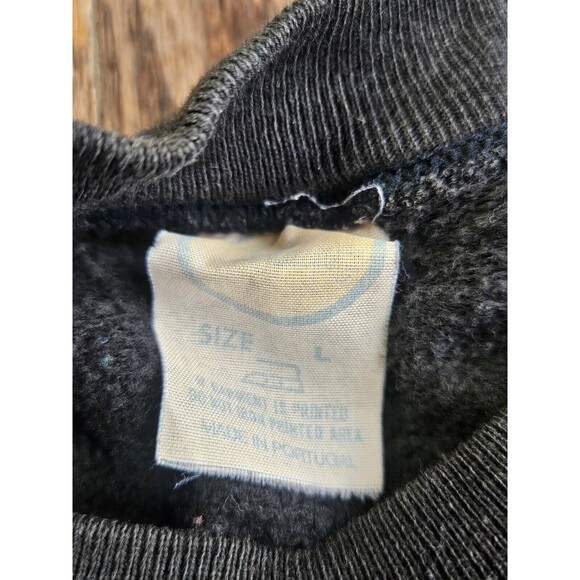 SIZE L
IF GARMENT IS PRINTED
DO NOT IRON PRINTED AREA
MADE IN PORTUGAL